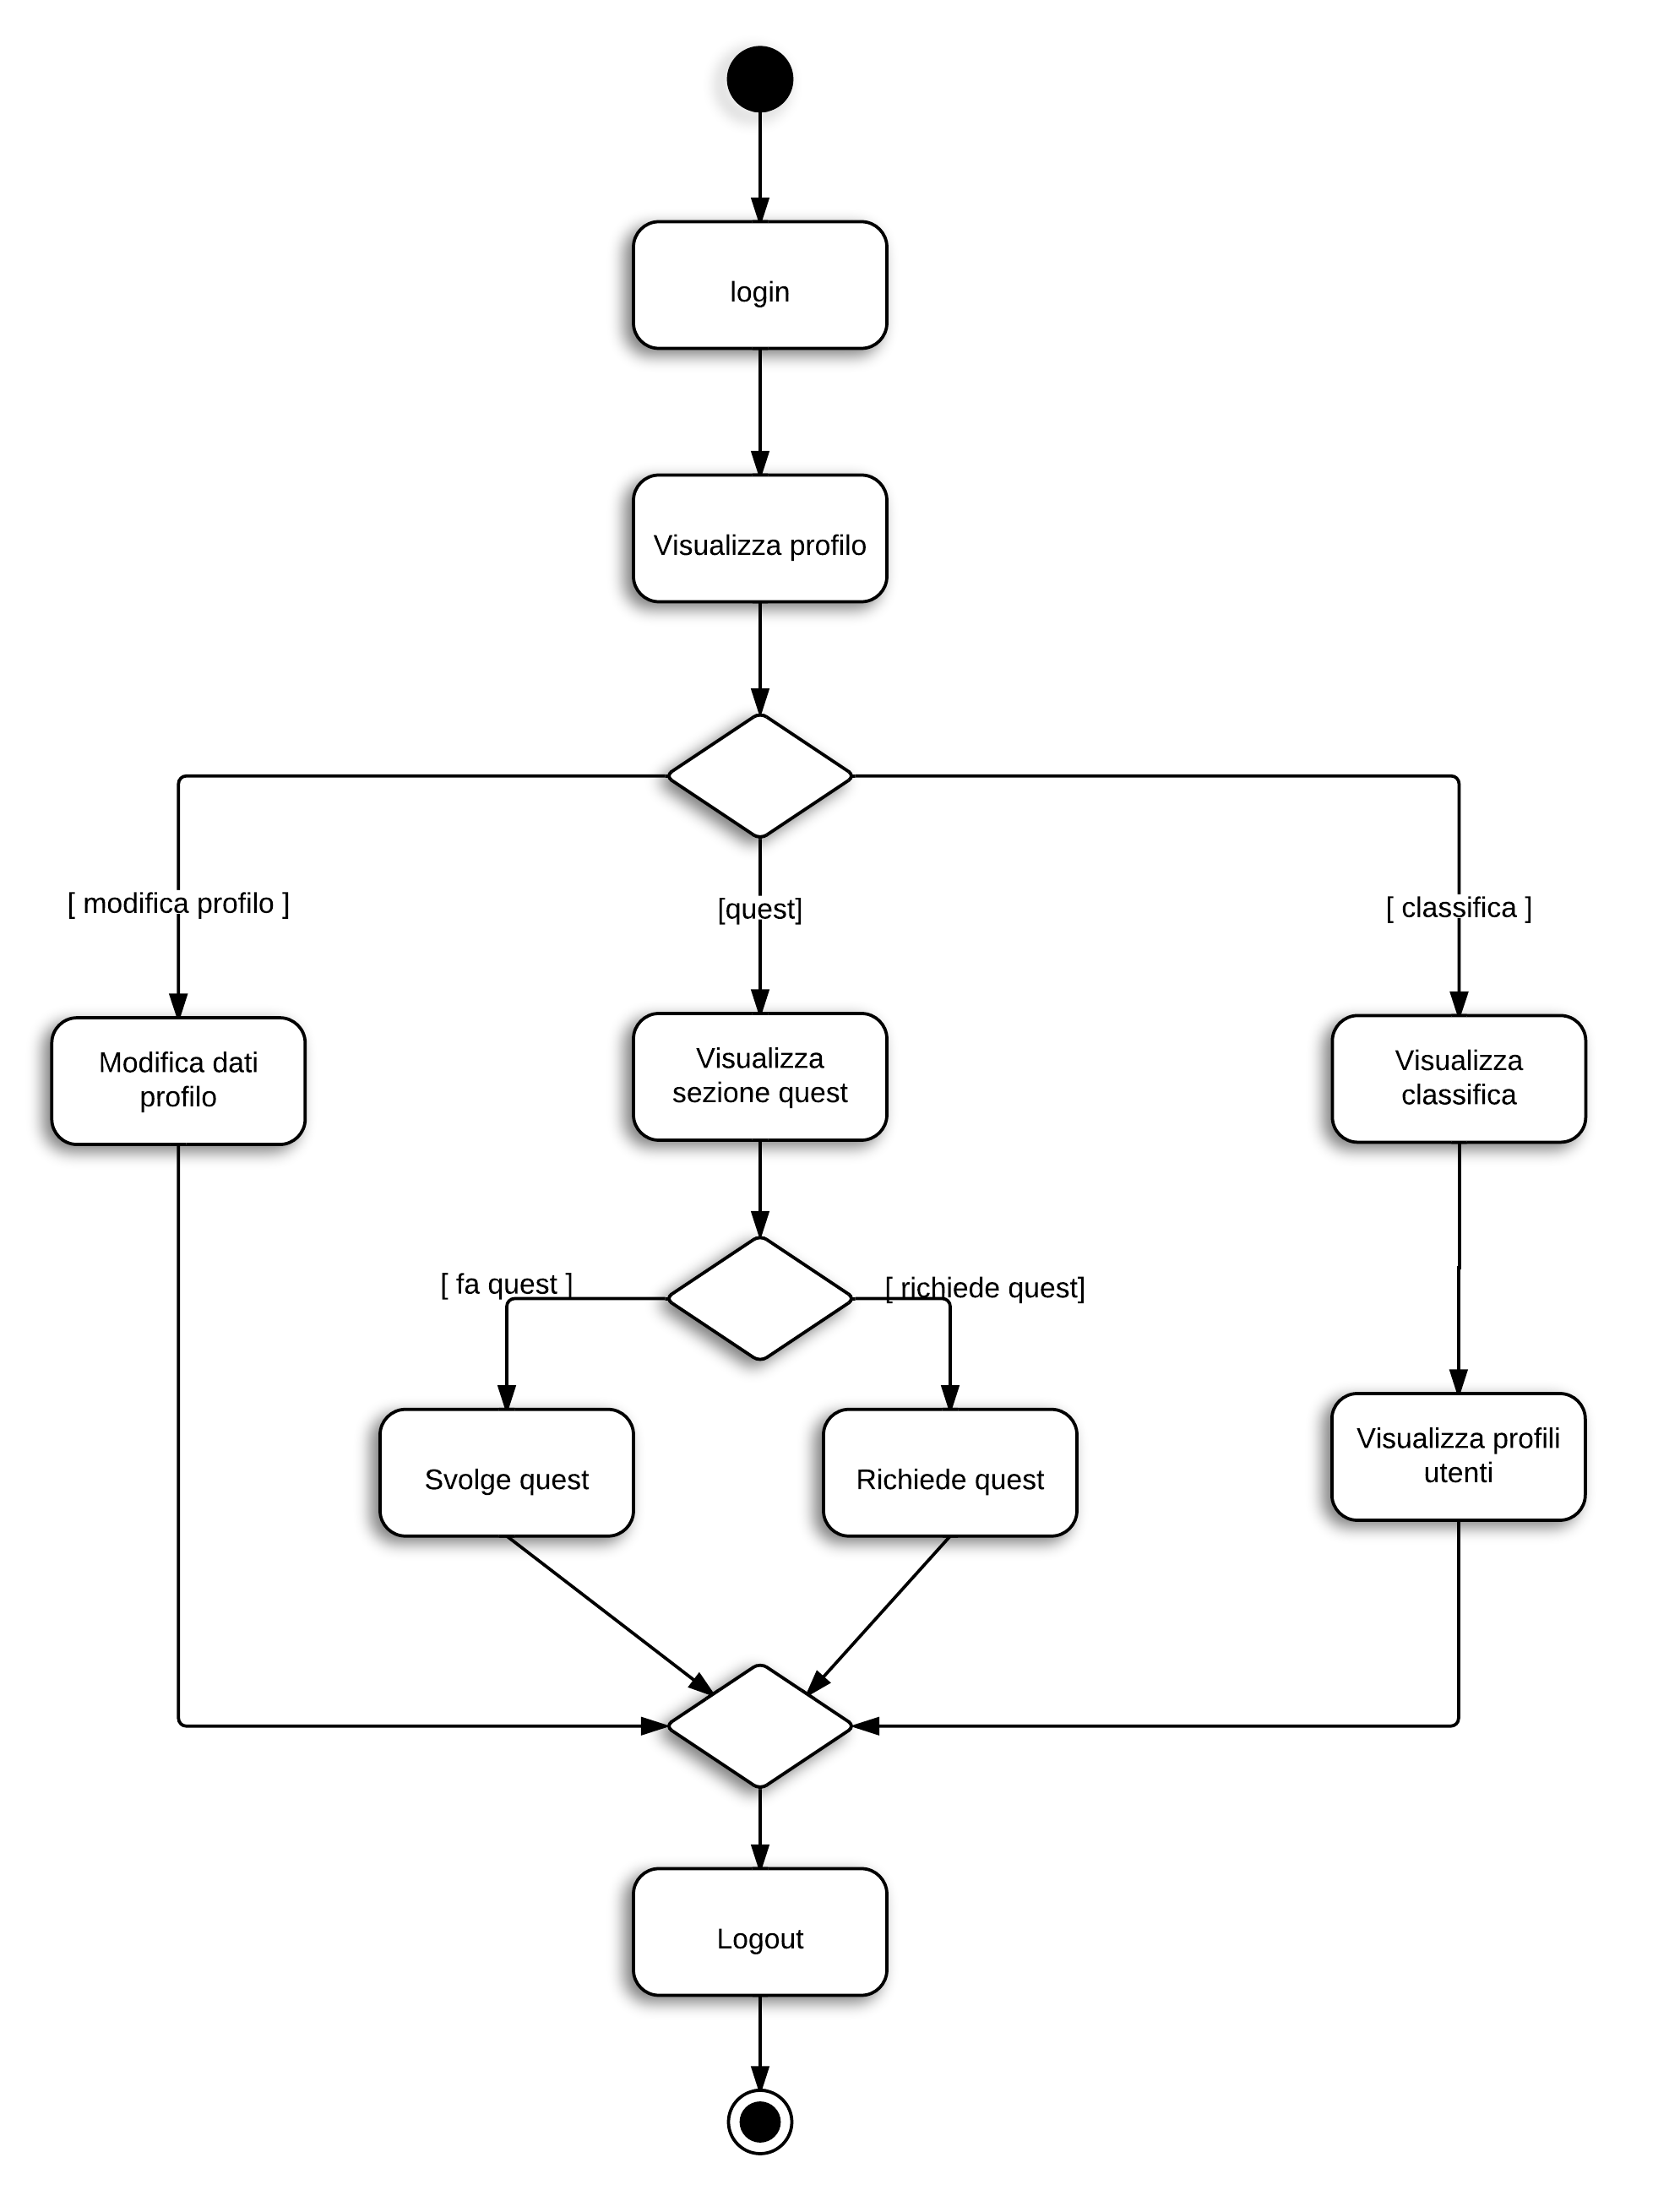 login
Visualizza profilo
[ modifica profilo ]
[quest]
[ classifica ]
Modifica dati
profilo
Visualizza
sezione quest
Visualizza
classifica
[ fa quest ]
[ richiede quest]
Svolge quest
Richiede quest
Visualizza profili
utenti
Logout